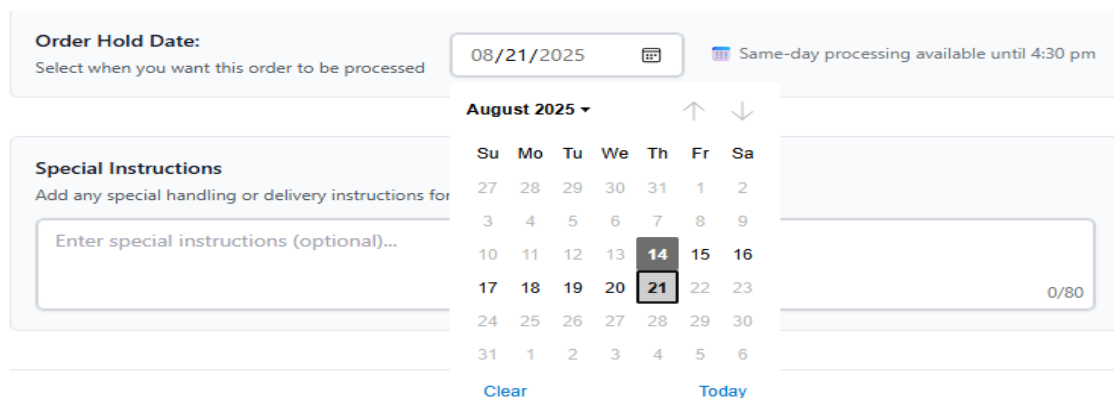 Order Hold Date:
Select when you want this order to be processed
08/21/2025
Same-day processing available until 4:30 pm
August 2025
Su Mo Tu We Th Fr Sa
27 28 29 30 31 1 2
3 4 5 6 7 8 9
10 11 12 13 14 15 16
17 18 19 20 21 22 23
24 25 26 27 28 29 30
31 1 2 3 4 5 6
Clear Today
Special Instructions
Add any special handling or delivery instructions for
Enter special instructions (optional)...
0/80